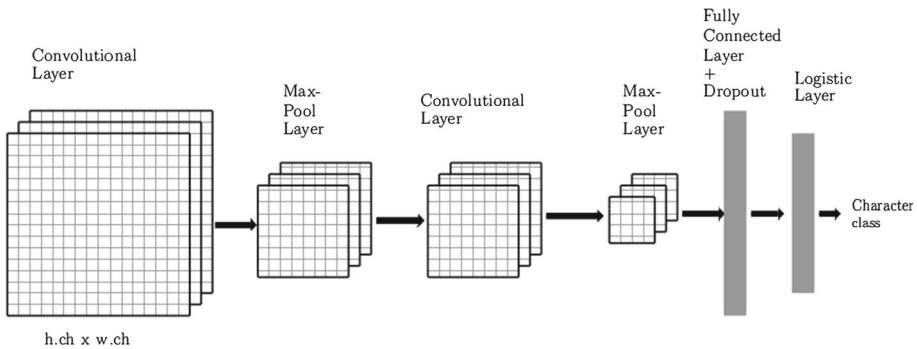 Convolutional
Layer
Max-
Pool
Layer
Convolutional
Layer
Max-
Pool
Layer
Fully
Connected
Layer
+
Dropout
Logistic
Layer
Character
class
h.ch x w.ch